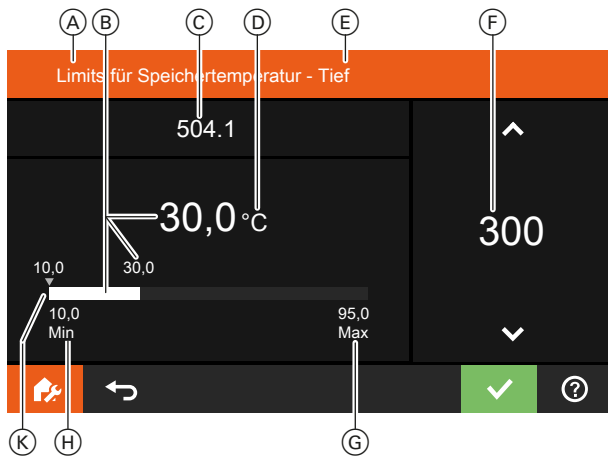 A B C D E F
Limits für Speichertemperatur - Tief
504.1
30,0 °C
300
10,0 30,0
10,0 95,0
Min Max
K H G